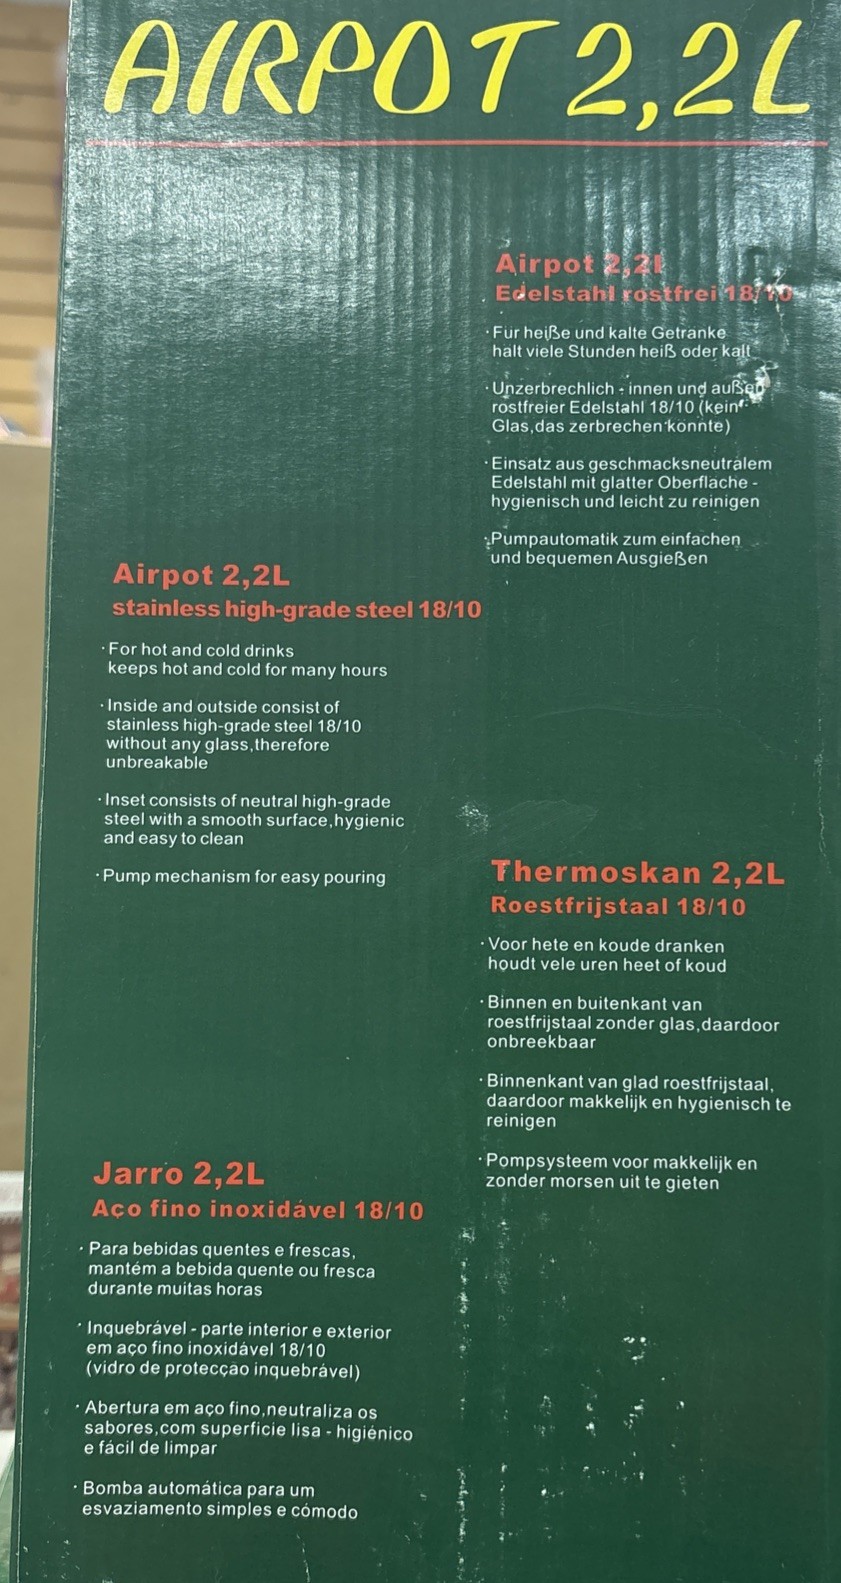 AIRPOT 2,2L
Airpot 2,2l
Edelstahl rostfrei 18/10
·Fur heiße und kalte Getranke
halt viele Stunden heiß oder kalt
·Unzerbrechlich - innen und außen
rostfreier Edelstahl 18/10 (kein
Glas,das zerbrechen konnte)
·Einsatz aus geschmacksneutralem
Edelstahl mit glatter Oberflache -
hygienisch und leicht zu reinigen
·Pumpautomatik zum einfachen
und bequemen Ausgießen
Airpot 2,2L
stainless high-grade steel 18/10
·For hot and cold drinks
keeps hot and cold for many hours
·Inside and outside consist of
stainless high-grade steel 18/10
without any glass,therefore
unbreakable
·Inset consists of neutral high-grade
steel with a smooth surface,hygienic
and easy to clean
·Pump mechanism for easy pouring
Thermoskan 2,2L
Roestfrijstaal 18/10
·Voor hete en koude dranken
houdt vele uren heet of koud
·Binnen en buitenkant van
roestfrijstaal zonder glas,daardoor
onbreekbaar
·Binnenkant van glad roestfrijstaal,
daardoor makkelijk en hygienisch te
reinigen
·Pompsysteem voor makkelijk en
zonder morsen uit te gieten
Jarro 2,2L
Aço fino inoxidável 18/10
· Para bebidas quentes e frescas,
mantém a bebida quente ou fresca
durante muitas horas
· Inquebrável - parte interior e exterior
em aço fino inoxidável 18/10
(vidro de protecçao inquebrável)
· Abertura em aço fino,neutraliza os
sabores,com superficie lisa - higiénico
e fácil de limpar
· Bomba automática para um
esvaziamento simples e cómodo